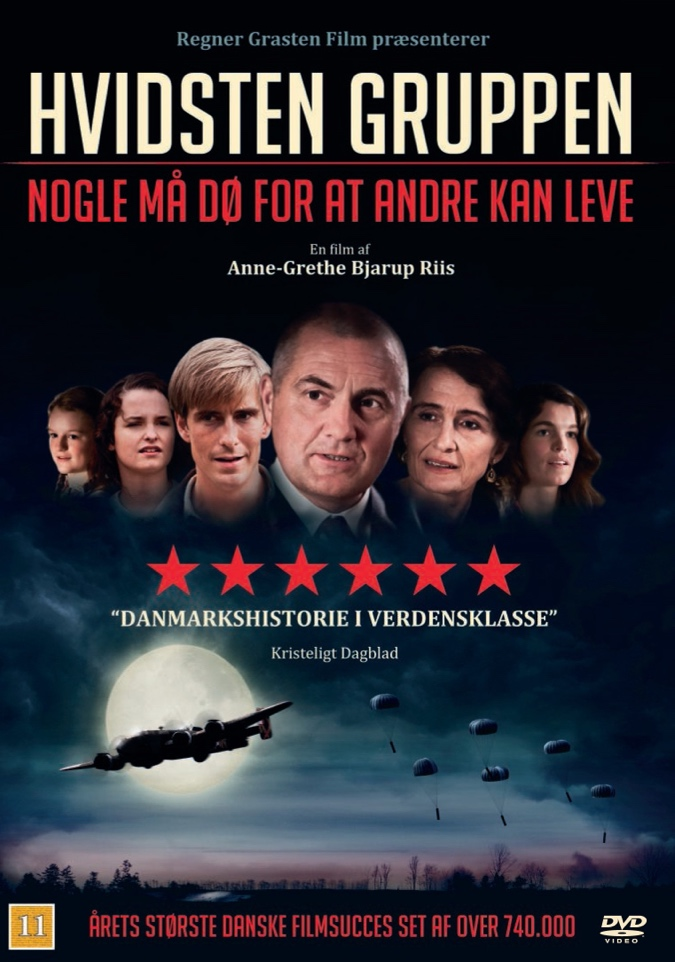 Regner Grasten Film præsenterer
HVIDSTEN GRUPPEN
NOGLE MÅ DØ FOR AT ANDRE KAN LEVE
En film af
Anne-Grethe Bjarup Riis
“DANMARKSHISTORIE I VERDENSKLASSE”
Kristeligt Dagblad
11
ÅRETS STØRSTE DANSKE FILMSUCCES SET AF OVER 740.000
DVD
VIDEO